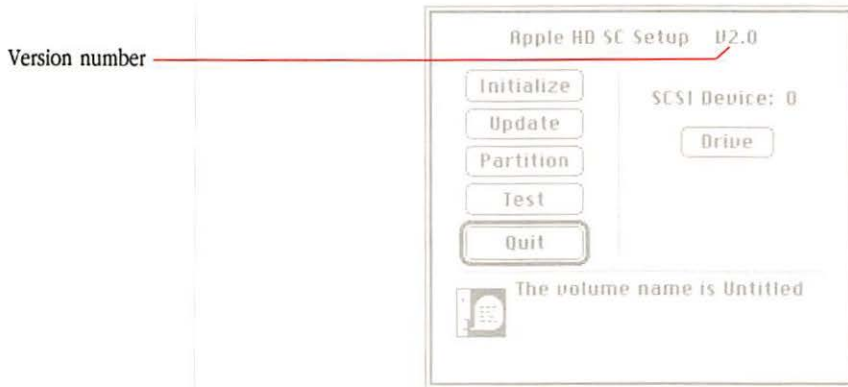 Apple HD SC Setup V2.0
Version number
Initialize
SCSI Device: 0
Update
Drive
Partition
Test
Quit
The volume name is Untitled